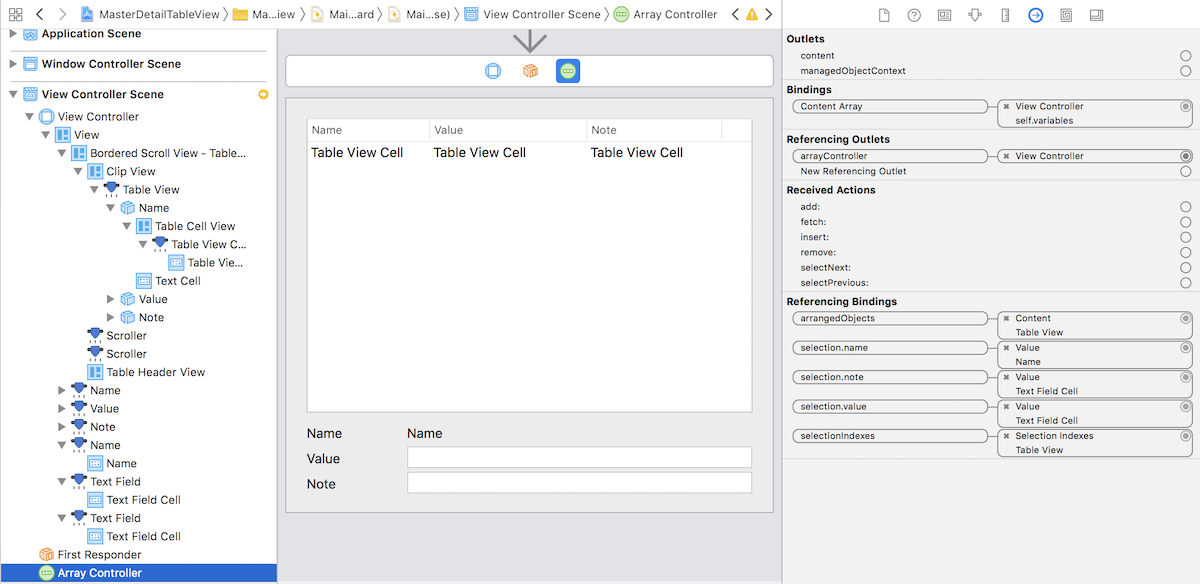 MasterDetailTableView
Ma...iew
Mai...ard
Mai...se)
View Controller Scene
Array Controller
Application Scene
Window Controller Scene
View Controller Scene
View Controller
View
Bordered Scroll View - Table...
Clip View
Table View
Name
Table Cell View
Table View C...
Table Vie...
Text Cell
Value
Note
Scroller
Scroller
Table Header View
Name
Value
Note
Name
Name
Text Field
Text Field Cell
Text Field
Text Field Cell
First Responder
Array Controller
Name Value Note
Table View Cell Table View Cell Table View Cell
Name Name
Value
Note
Outlets
content
managedObjectContext
Bindings
Content Array View Controller
self.variables
Referencing Outlets
arrayController View Controller
New Referencing Outlet
Received Actions
add:
fetch:
insert:
remove:
selectNext:
selectPrevious:
Referencing Bindings
arrangedObjects Content
Table View
selection.name Value
Name
selection.note Value
Text Field Cell
selection.value Value
Text Field Cell
selectionIndexes Selection Indexes
Table View